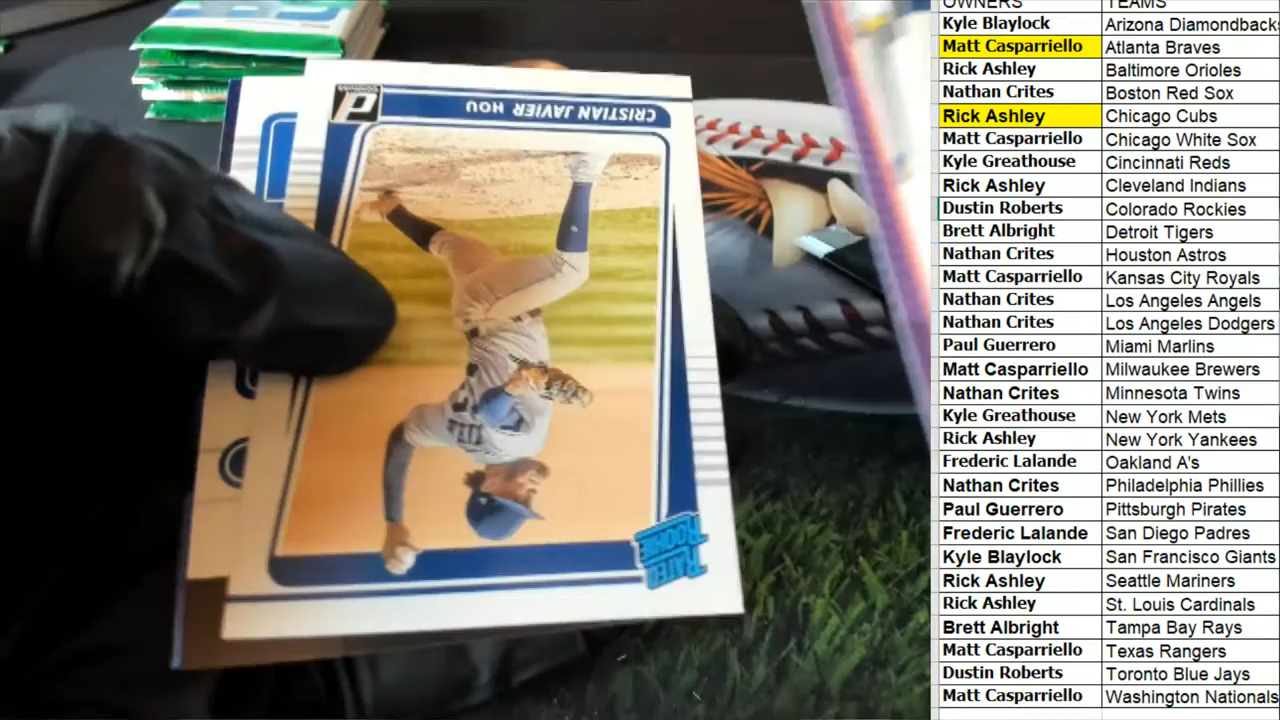 CRISTIAN JAVIER HOU
RATED
ROOKIE
OWNERS TEAMS
Kyle Blaylock Arizona Diamondbacks
Matt Casparriello Atlanta Braves
Rick Ashley Baltimore Orioles
Nathan Crites Boston Red Sox
Rick Ashley Chicago Cubs
Matt Casparriello Chicago White Sox
Kyle Greathouse Cincinnati Reds
Rick Ashley Cleveland Indians
Dustin Roberts Colorado Rockies
Brett Albright Detroit Tigers
Nathan Crites Houston Astros
Matt Casparriello Kansas City Royals
Nathan Crites Los Angeles Angels
Nathan Crites Los Angeles Dodgers
Paul Guerrero Miami Marlins
Matt Casparriello Milwaukee Brewers
Nathan Crites Minnesota Twins
Kyle Greathouse New York Mets
Rick Ashley New York Yankees
Frederic Lalande Oakland A's
Nathan Crites Philadelphia Phillies
Paul Guerrero Pittsburgh Pirates
Frederic Lalande San Diego Padres
Kyle Blaylock San Francisco Giants
Rick Ashley Seattle Mariners
Rick Ashley St. Louis Cardinals
Brett Albright Tampa Bay Rays
Matt Casparriello Texas Rangers
Dustin Roberts Toronto Blue Jays
Matt Casparriello Washington Nationals